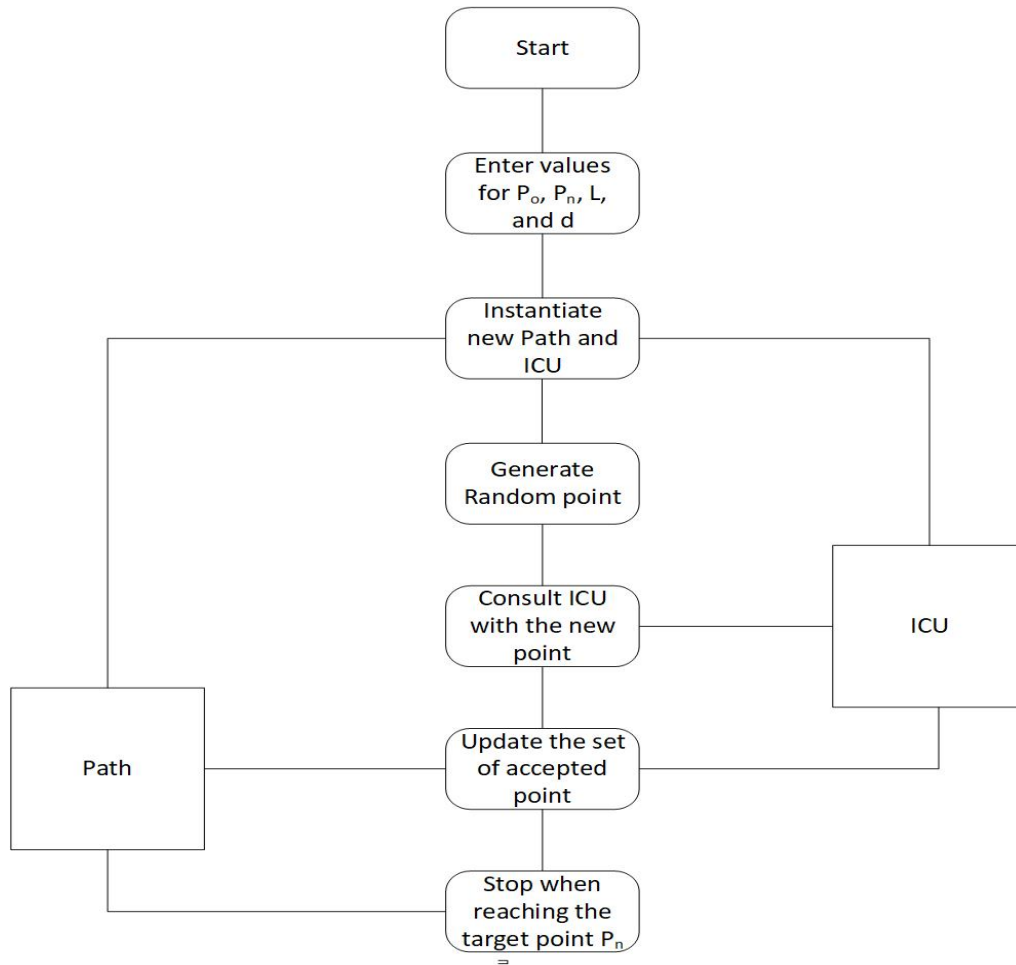 Start
Enter values
for Pₒ, Pₙ, L,
and d
Instantiate
new Path and
ICU
Generate
Random point
Consult ICU
with the new
point
ICU
Path
Update the set
of accepted
point
Stop when
reaching the
target point Pₙ